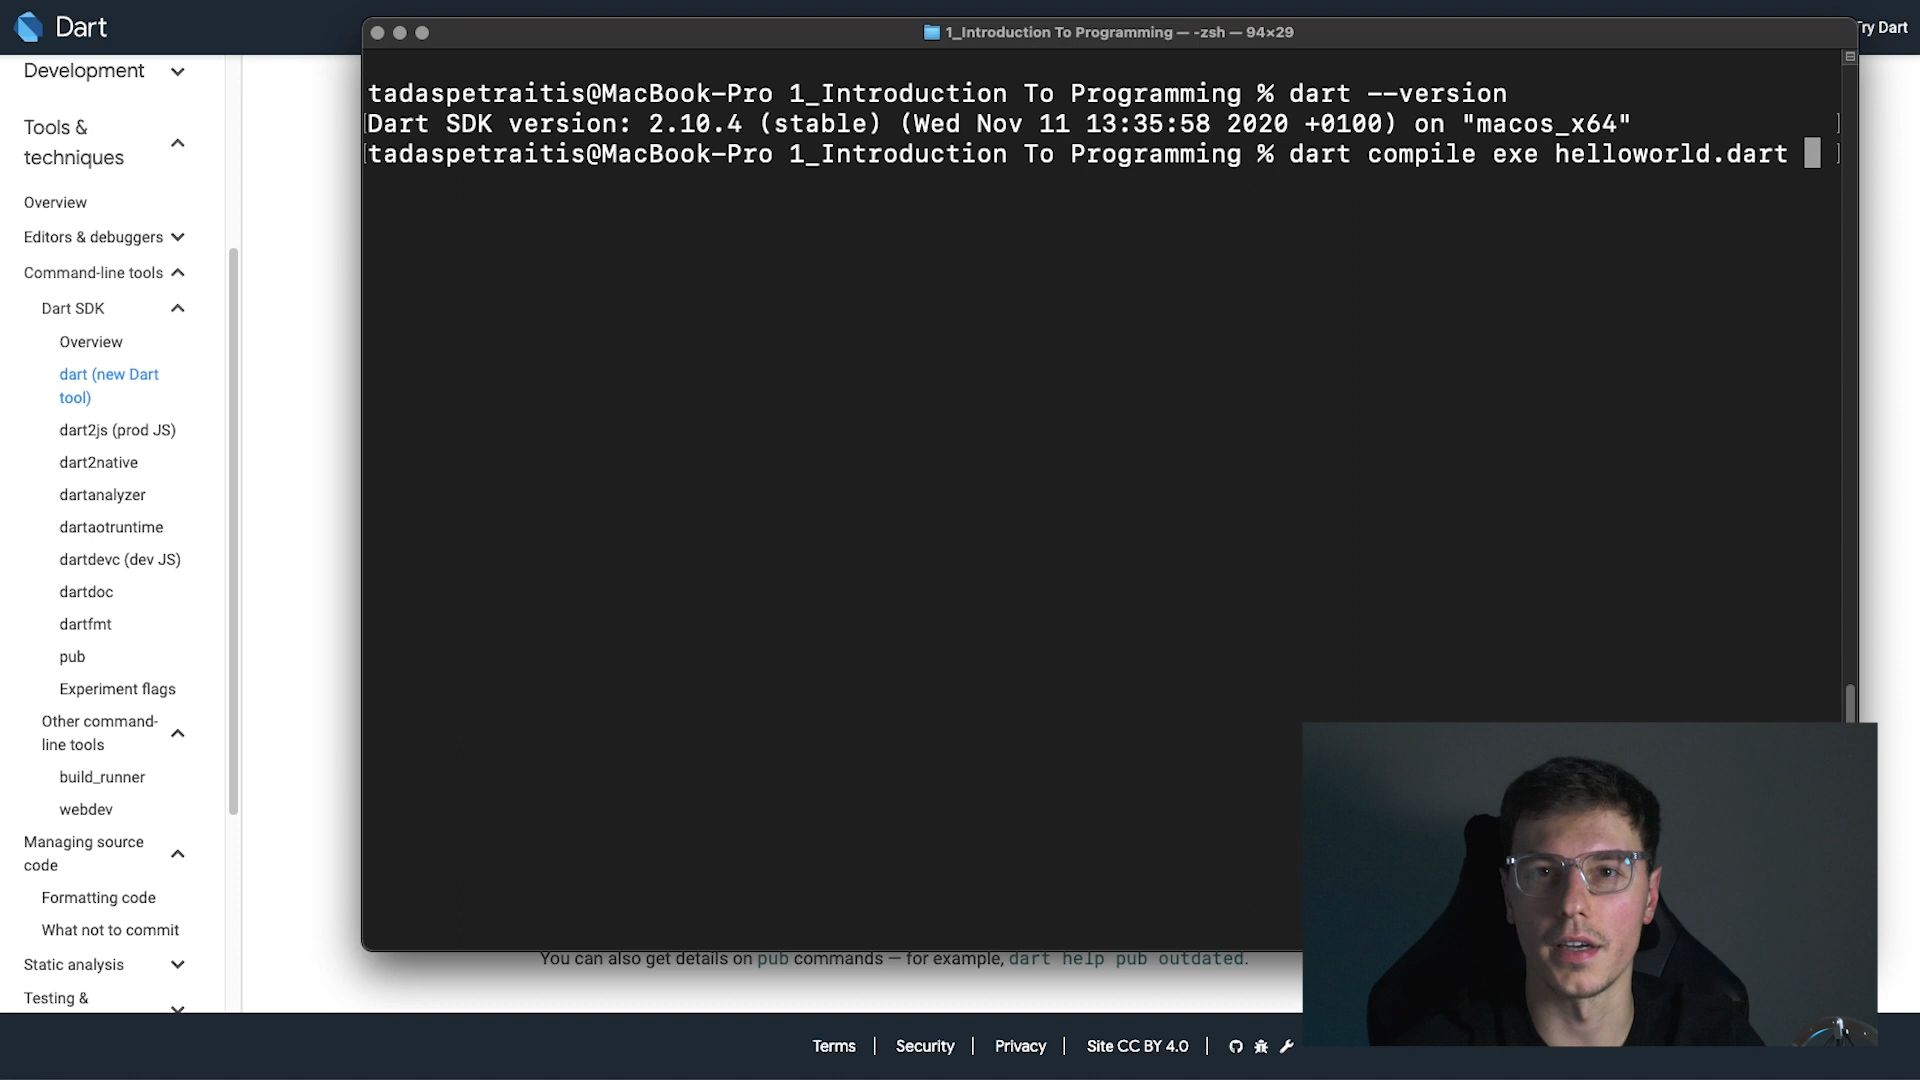 Dart
1_Introduction To Programming — -zsh — 94×29
Try Dart
Development
Tools &
techniques
Overview
Editors & debuggers
Command-line tools
Dart SDK
Overview
dart (new Dart
tool)
dart2js (prod JS)
dart2native
dartanalyzer
dartaotruntime
dartdevc (dev JS)
dartdoc
dartfmt
pub
Experiment flags
Other command-
line tools
build_runner
webdev
Managing source
code
Formatting code
What not to commit
Static analysis
Testing &
tadaspetraitis@MacBook-Pro 1_Introduction To Programming % dart --version
Dart SDK version: 2.10.4 (stable) (Wed Nov 11 13:35:58 2020 +0100) on "macos_x64"
tadaspetraitis@MacBook-Pro 1_Introduction To Programming % dart compile exe helloworld.dart
You can also get details on pub commands — for example, dart help pub outdated.
Terms | Security | Privacy | Site CC BY 4.0 |